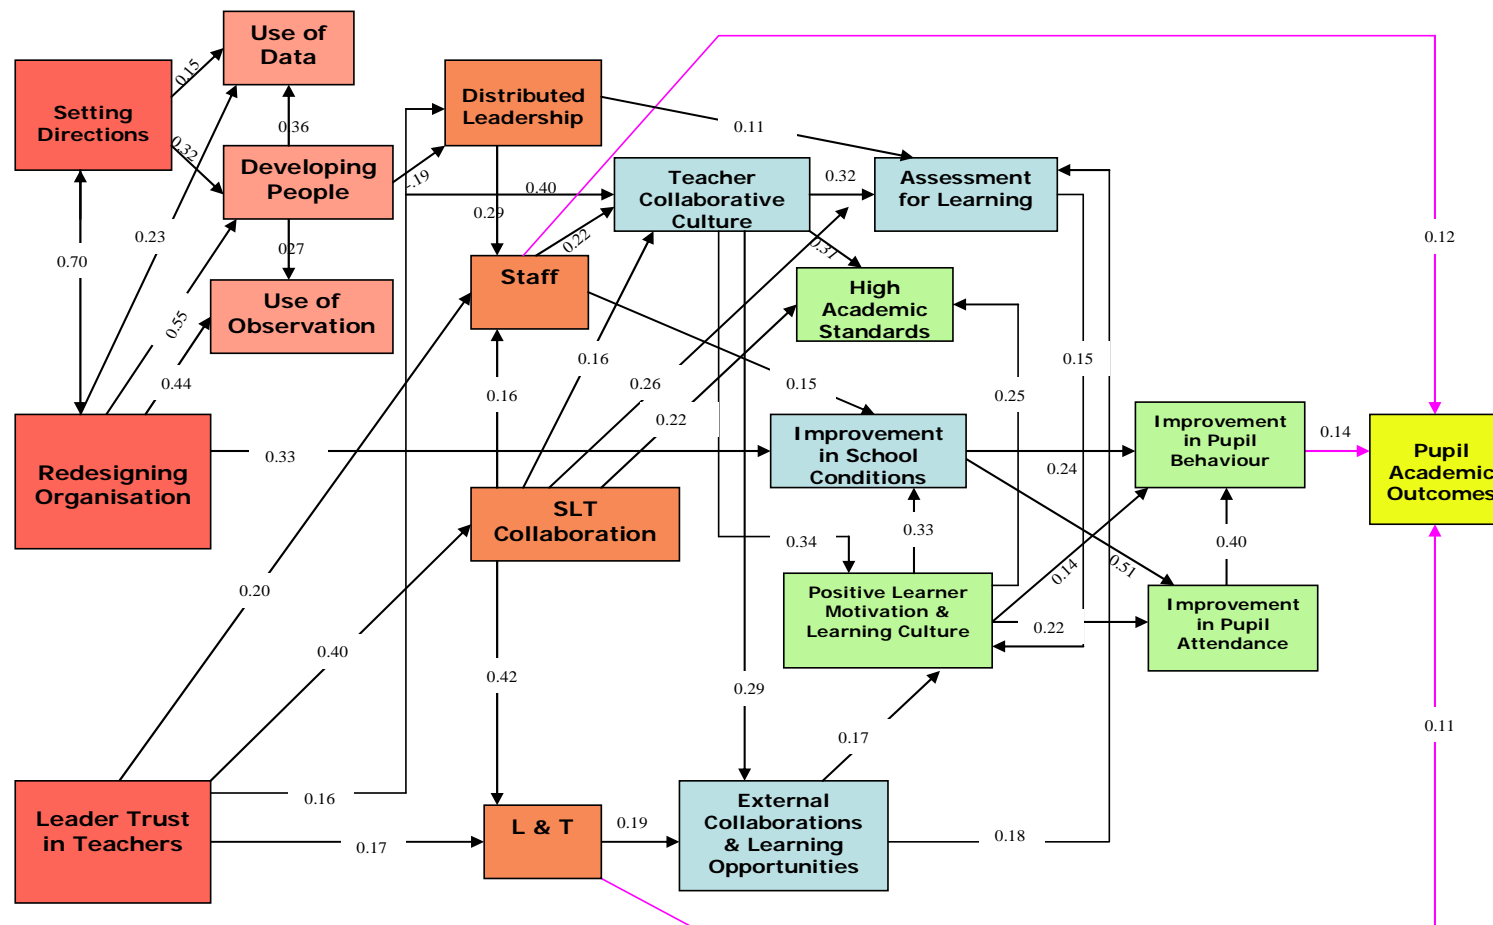 Use of
Data
0.15
Setting
Directions
Distributed
Leadership
0.11
0.36
0.32
Developing
People
.19
0.40
Teacher
Collaborative
Culture
0.32
Assessment
for Learning
0.29
0.22
0.31
0.12
0.23
0.70
027
Use of
Observation
Staff
High
Academic
Standards
0.55
0.44
0.16
0.16
0.26
0.22
0.15
0.25
0.15
Redesigning
Organisation
0.33
Improvement
in School
Conditions
0.24
Improvement
in Pupil
Behaviour
0.14
Pupil
Academic
Outcomes
SLT
Collaboration
0.34
0.33
0.14
0.51
0.40
0.20
0.40
Positive Learner
Motivation &
Learning Culture
0.22
Improvement
in Pupil
Attendance
0.42
0.29
0.17
0.11
0.16
Leader Trust
in Teachers
0.17
L & T
0.19
External
Collaborations
& Learning
Opportunities
0.18